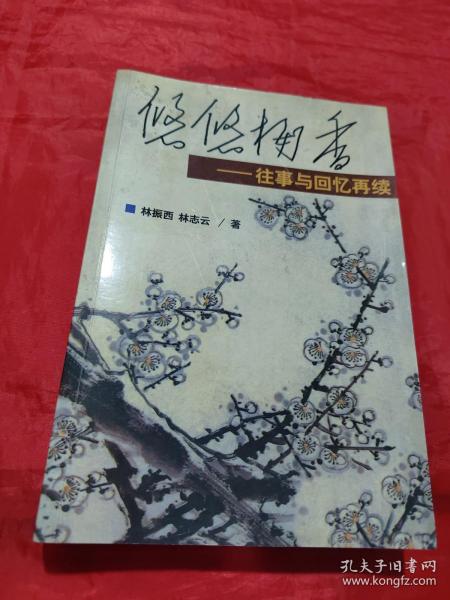 悠悠梅香
——往事与回忆再续
林振西 林志云 / 著
孔夫子旧书网
www.kongfz.com